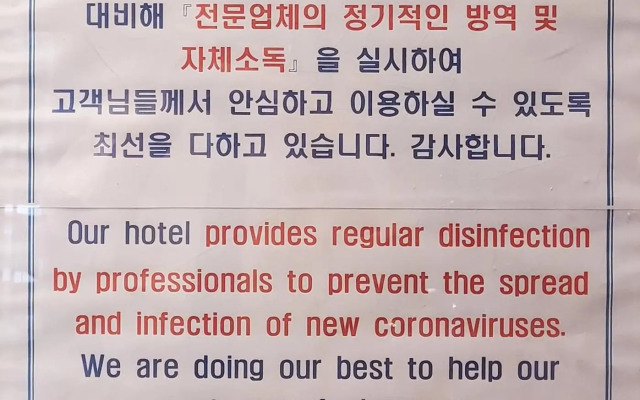 대비해 『전문업체의 정기적인 방역 및
자체소독』 을 실시하여
고객님들께서 안심하고 이용하실 수 있도록
최선을 다하고 있습니다. 감사합니다.
Our hotel provides regular disinfection
by professionals to prevent the spread
and infection of new coronaviruses.
We are doing our best to help our